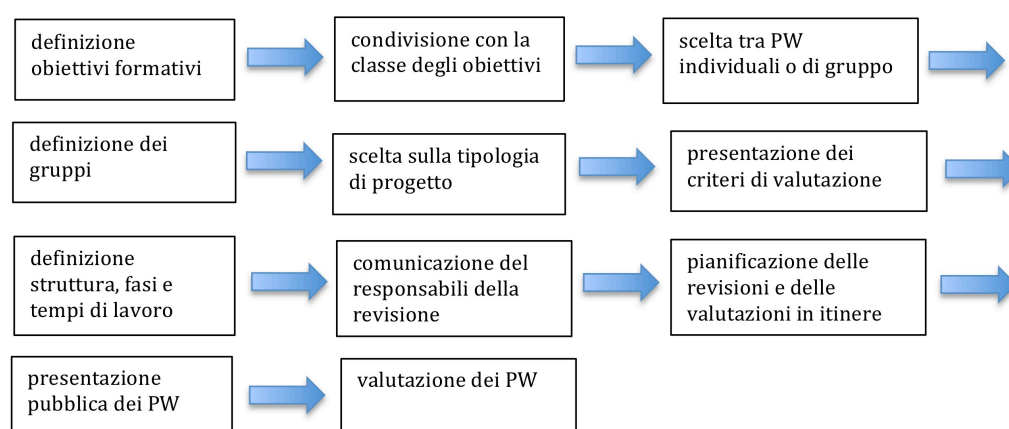 definizione
obiettivi formativi
condivisione con la
classe degli obiettivi
scelta tra PW
individuali o di gruppo
definizione dei
gruppi
scelta sulla tipologia
di progetto
presentazione dei
criteri di valutazione
definizione
struttura, fasi e
tempi di lavoro
comunicazione del
responsabili della
revisione
pianificazione delle
revisioni e delle
valutazioni in itinere
presentazione
pubblica dei PW
valutazione dei PW